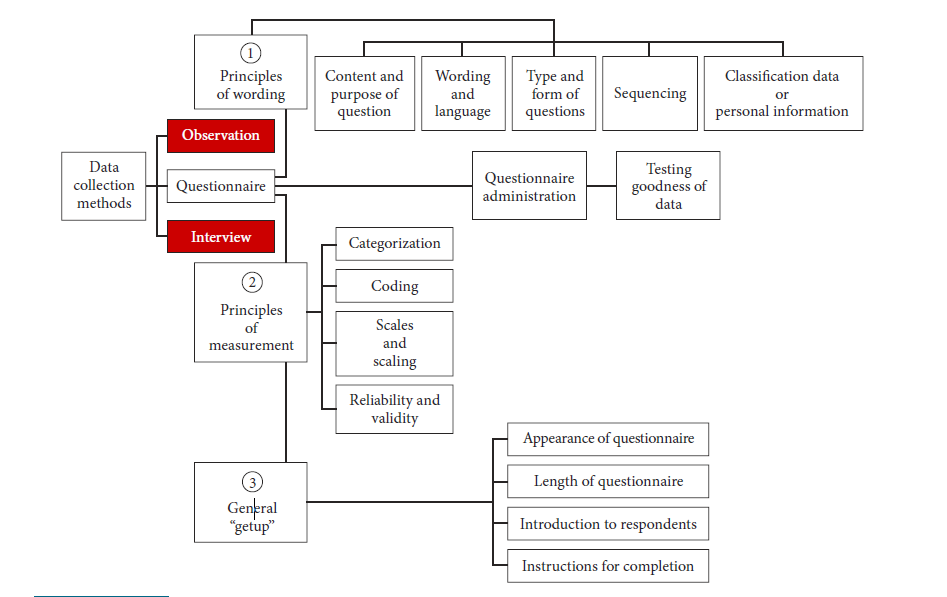 1
Principles
of wording
Content and
purpose of
question
Wording
and
language
Type and
form of
questions
Sequencing
Classification data
or
personal information
Observation
Data
collection
methods
Questionnaire
Questionnaire
administration
Testing
goodness of
data
Interview
2
Principles
of
measurement
Categorization
Coding
Scales
and
scaling
Reliability and
validity
3
General
“getup”
Appearance of questionnaire
Length of questionnaire
Introduction to respondents
Instructions for completion